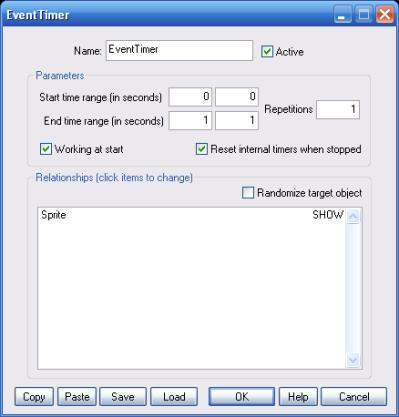 EventTimer
Name: EventTimer Active
Parameters
Start time range (in seconds) 0 0
Repetitions 1
End time range (in seconds) 1 1
Working at start Reset internal timers when stopped
Relationships (click items to change)
Randomize target object
Sprite SHOW
Copy Paste Save Load OK Help Cancel